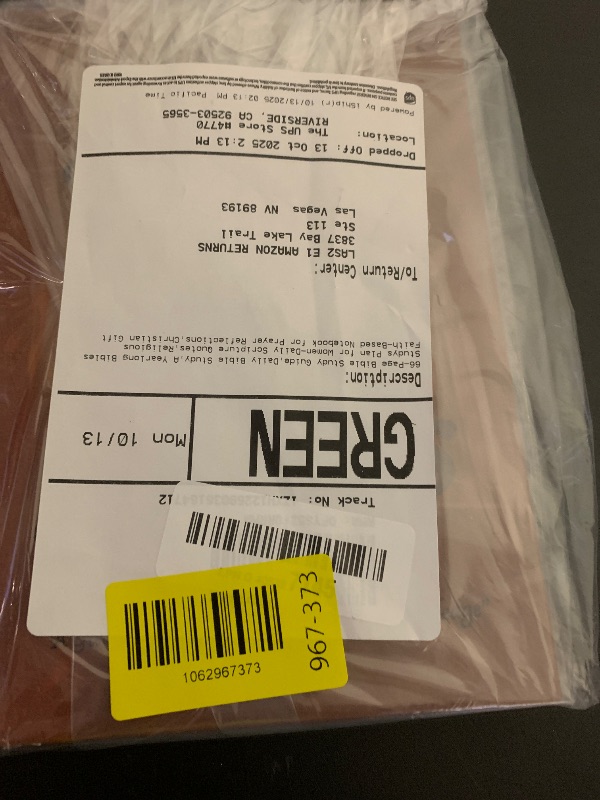 Track No: 1ZX
12
GREEN
Mon 10/13
Description:
66-Page Bible Study Guide,Daily Bible Study,A Yearlong Bibles
Studys Plan for Women-Daily Scripture Quotes,Religious
Faith-Based Notebook for Prayer Reflections,Christian Gift
To/Return Center:
LAS2 E1 AMAZON RETURNS
3837 Bay Lake Trail
Ste 113
Las Vegas NV 89193
Dropped Off: 13 Oct 2025 2:13 PM
Location: The UPS Store #4770
RIVERSIDE, CA 92503-3565
Powered by iShip(r) 10/13/2025 02:13 PM Pacific Time
1062967373
967-373